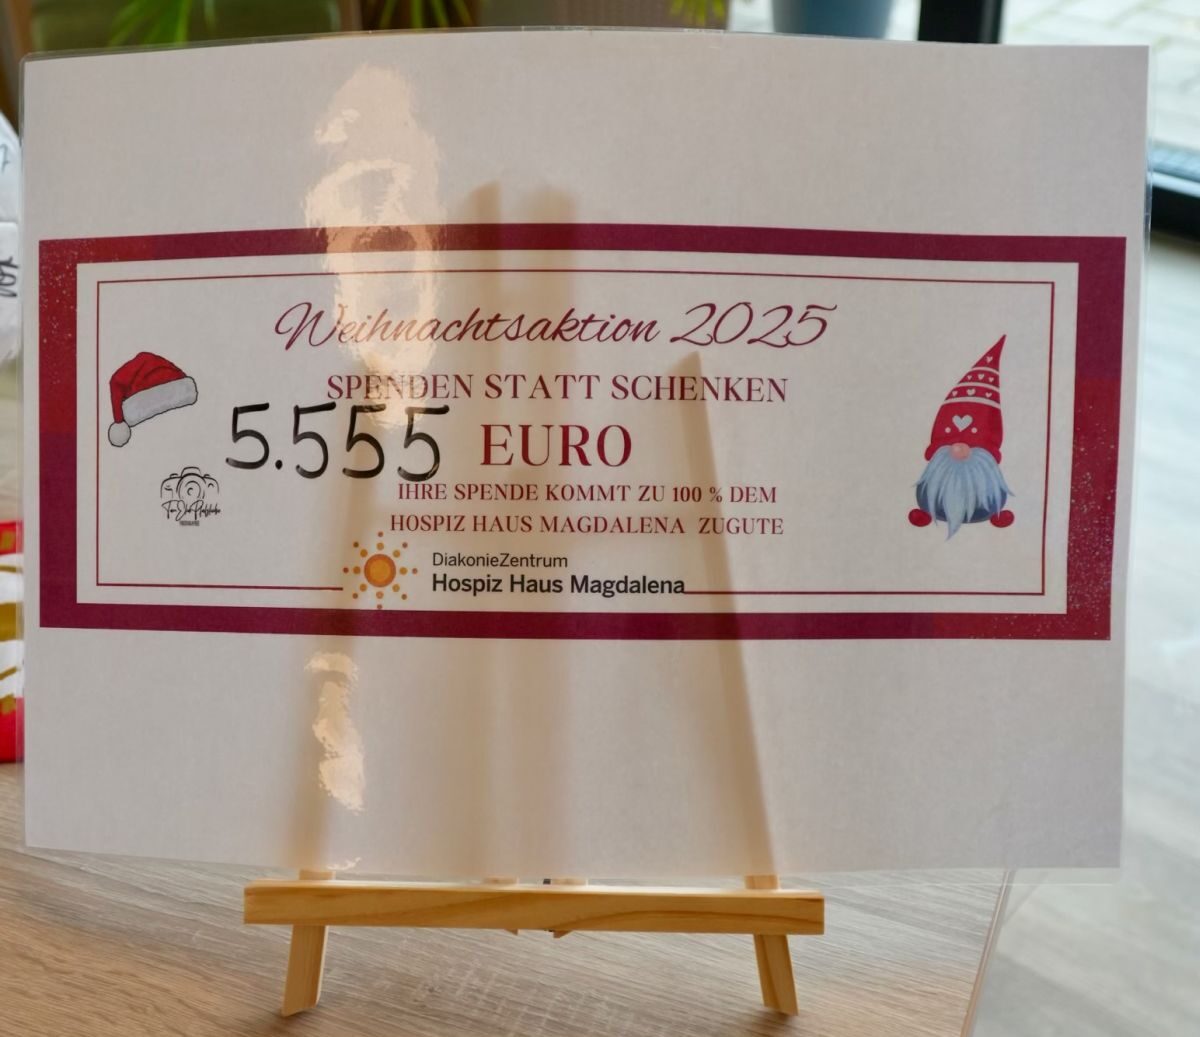 Weihnachtsaktion 2025
SPENDEN STATT SCHENKEN
5.555 EURO
IHRE SPENDE KOMMT ZU 100 % DEM
HOSPIZ HAUS MAGDALENA ZUGUTE
DiakonieZentrum
Hospiz Haus Magdalena